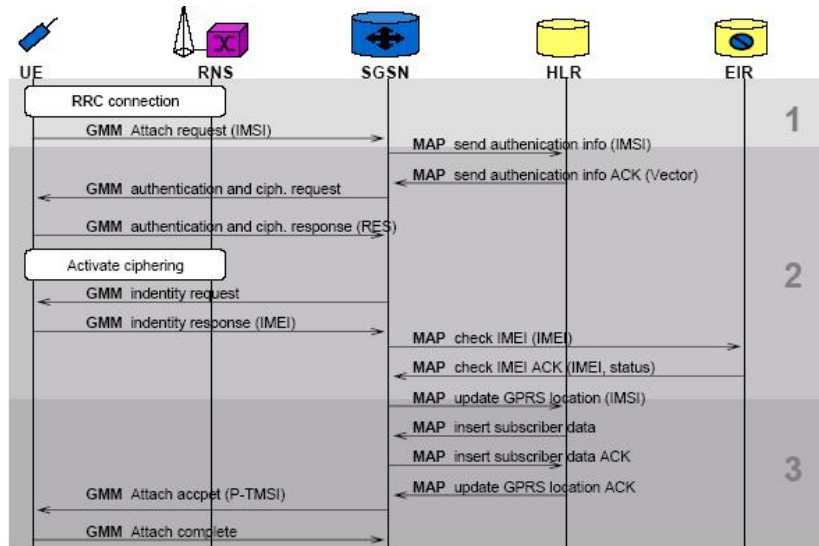 UE RNS SGSN HLR EIR
RRC connection
1
GMM Attach request (IMSI)
MAP send authenication info (IMSI)
MAP send authenication info ACK (Vector)
GMM authentication and ciph. request
GMM authentication and ciph. response (RES)
Activate ciphering
2
GMM indentity request
GMM indentity response (IMEI)
MAP check IMEI (IMEI)
MAP check IMEI ACK (IMEI, status)
MAP update GPRS location (IMSI)
MAP insert subscriber data
MAP insert subscriber data ACK
3
MAP update GPRS location ACK
GMM Attach accpet (P-TMSI)
GMM Attach complete